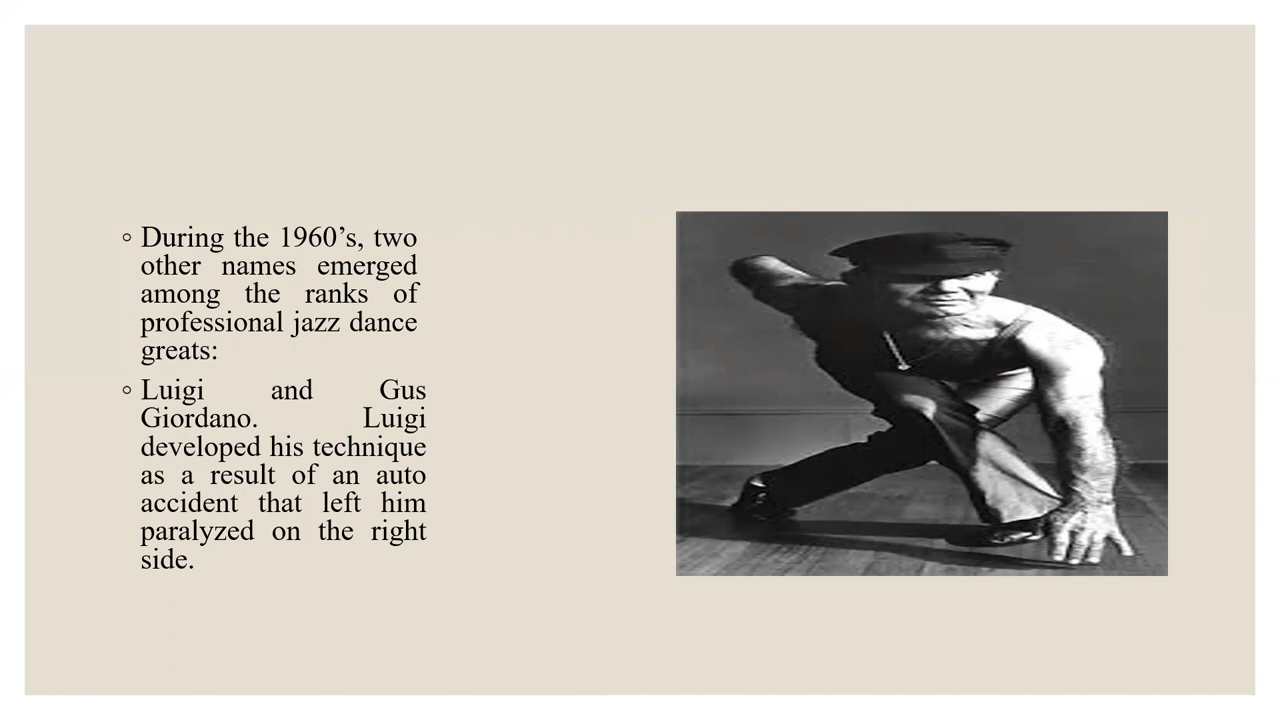 ◦ During the 1960’s, two
other names emerged
among the ranks of
professional jazz dance
greats:
◦ Luigi and Gus
Giordano. Luigi
developed his technique
as a result of an auto
accident that left him
paralyzed on the right
side.